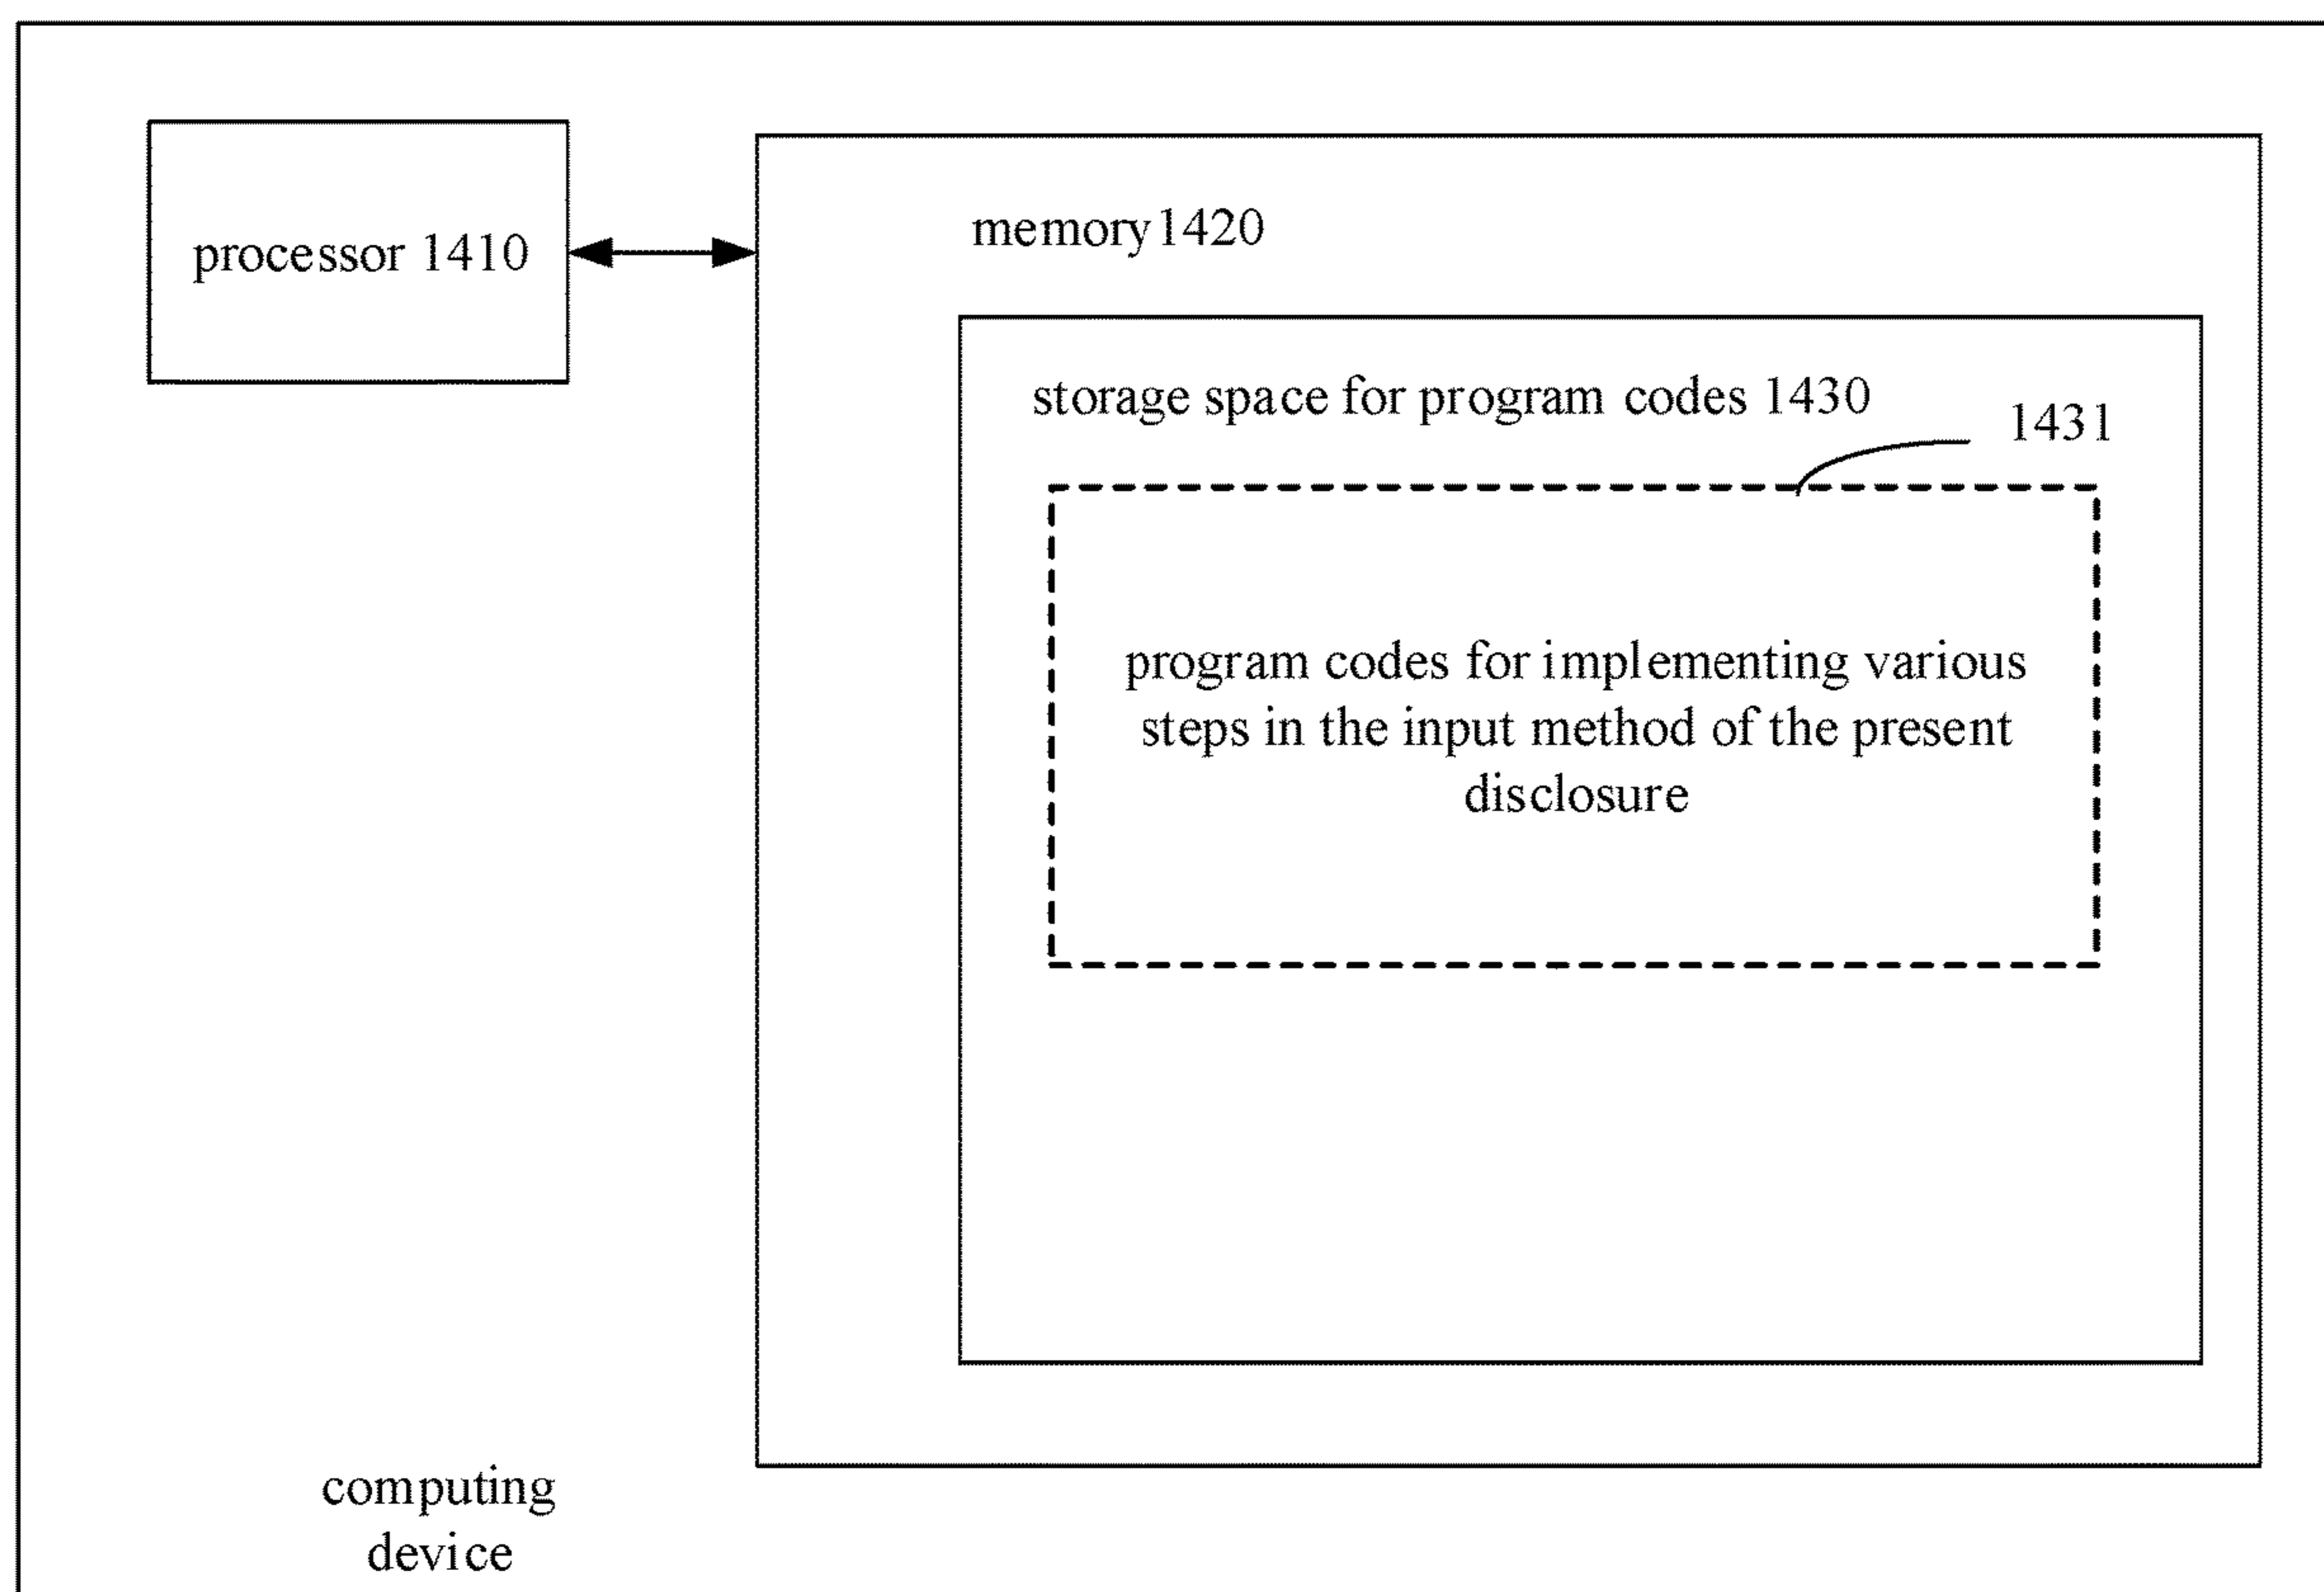 processor 1410
memory1420
storage space for program codes 1430
1431
program codes for implementing various
steps in the input method of the present
disclosure
computing
device